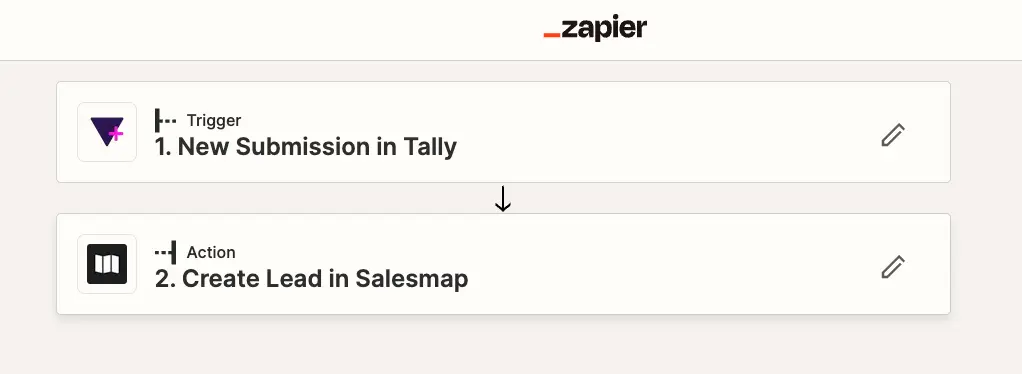 zapier
Trigger
1. New Submission in Tally
Action
2. Create Lead in Salesmap